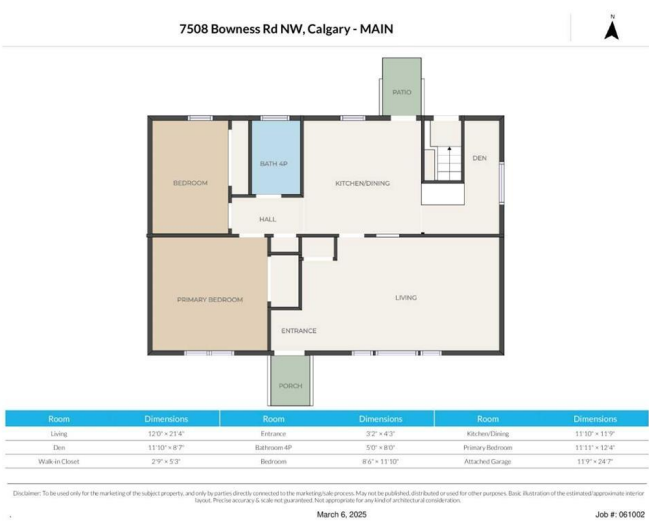 7508 Bowness Rd NW, Calgary - MAIN
N
PATIO
BEDROOM
BATH 4P
KITCHEN/DINING
DEN
HALL
PRIMARY BEDROOM
LIVING
ENTRANCE
PORCH
Room Dimensions Room Dimensions Room Dimensions
Living 12'0" × 21'4" Entrance 3'2" × 4'3" Kitchen/Dining 11'10" × 11'9"
Den 11'10" × 8'7" Bathroom 4P 5'0" × 8'0" Primary Bedroom 11'11" × 12'4"
Walk-in Closet 2'9" × 5'3" Bedroom 8'6" × 11'10" Attached Garage 11'9" × 24'7"
Disclaimer: To be used only for the marketing of the subject property, and only by parties directly connected to the marketing/sale process. May not be published, distributed or used for other purposes. Basic illustration of the estimated/approximate interior
layout. Precise accuracy & scale not guaranteed. Not appropriate for any kind of architectural consideration.
. March 6, 2025 Job #: 061002